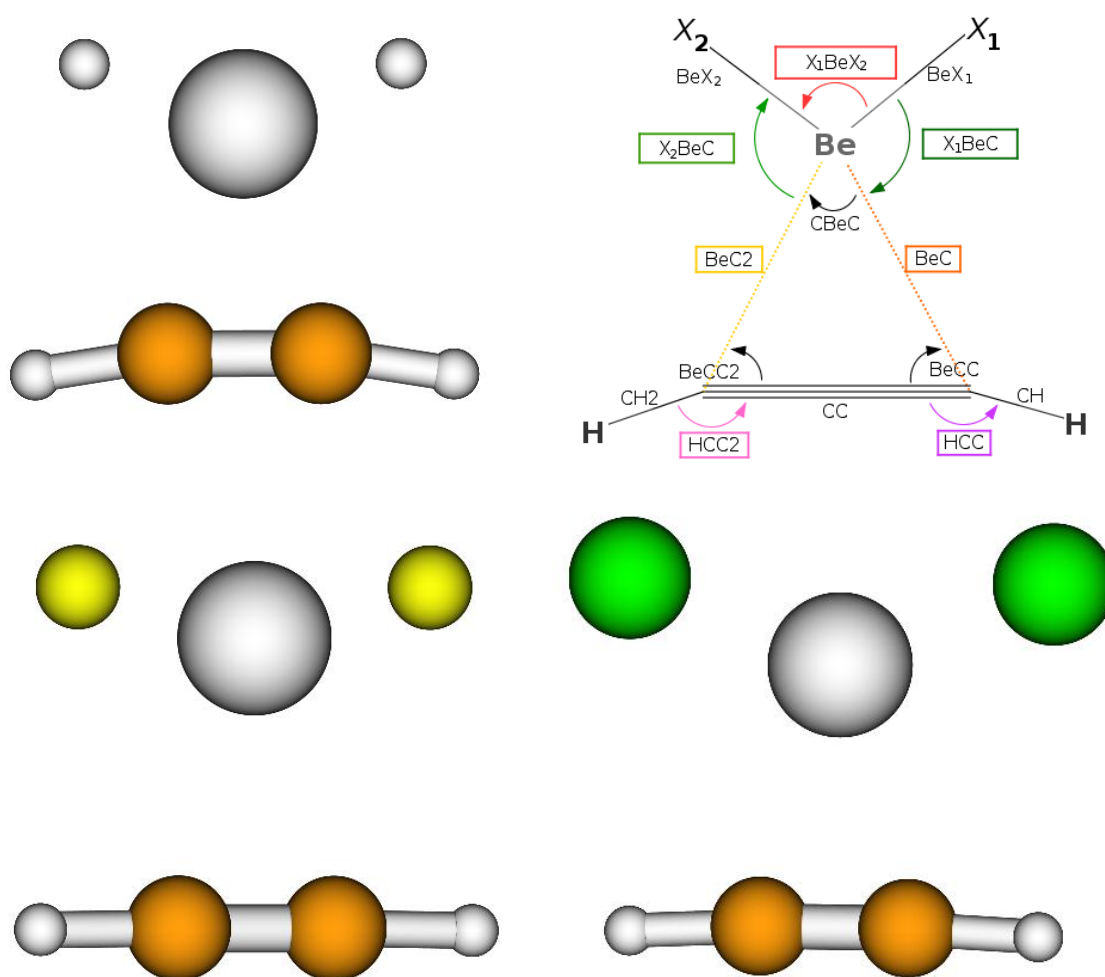 X₂
X₁
X₁BeX₂
BeX₂
BeX₁
Be
X₂BeC
X₁BeC
CBeC
BeC2
BeC
BeCC2
BeCC
CH2
CC
CH
H
HCC2
HCC
H